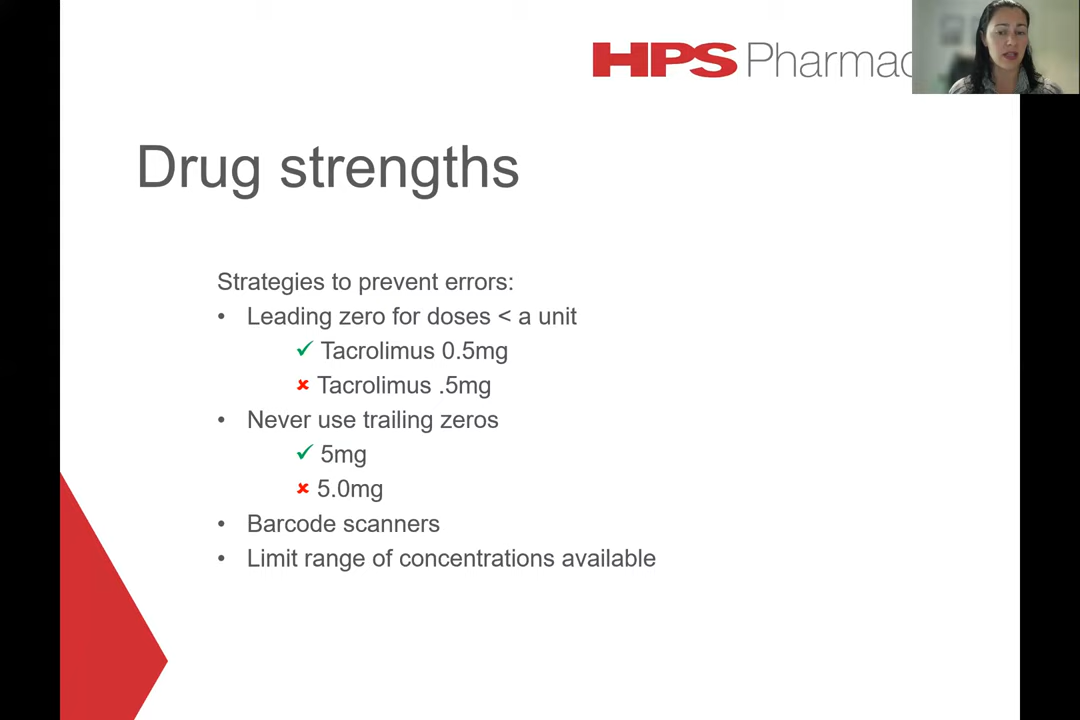 HPS Pharmac
Drug strengths
Strategies to prevent errors:
• Leading zero for doses < a unit
✓ Tacrolimus 0.5mg
✘ Tacrolimus .5mg
• Never use trailing zeros
✓ 5mg
✘ 5.0mg
• Barcode scanners
• Limit range of concentrations available